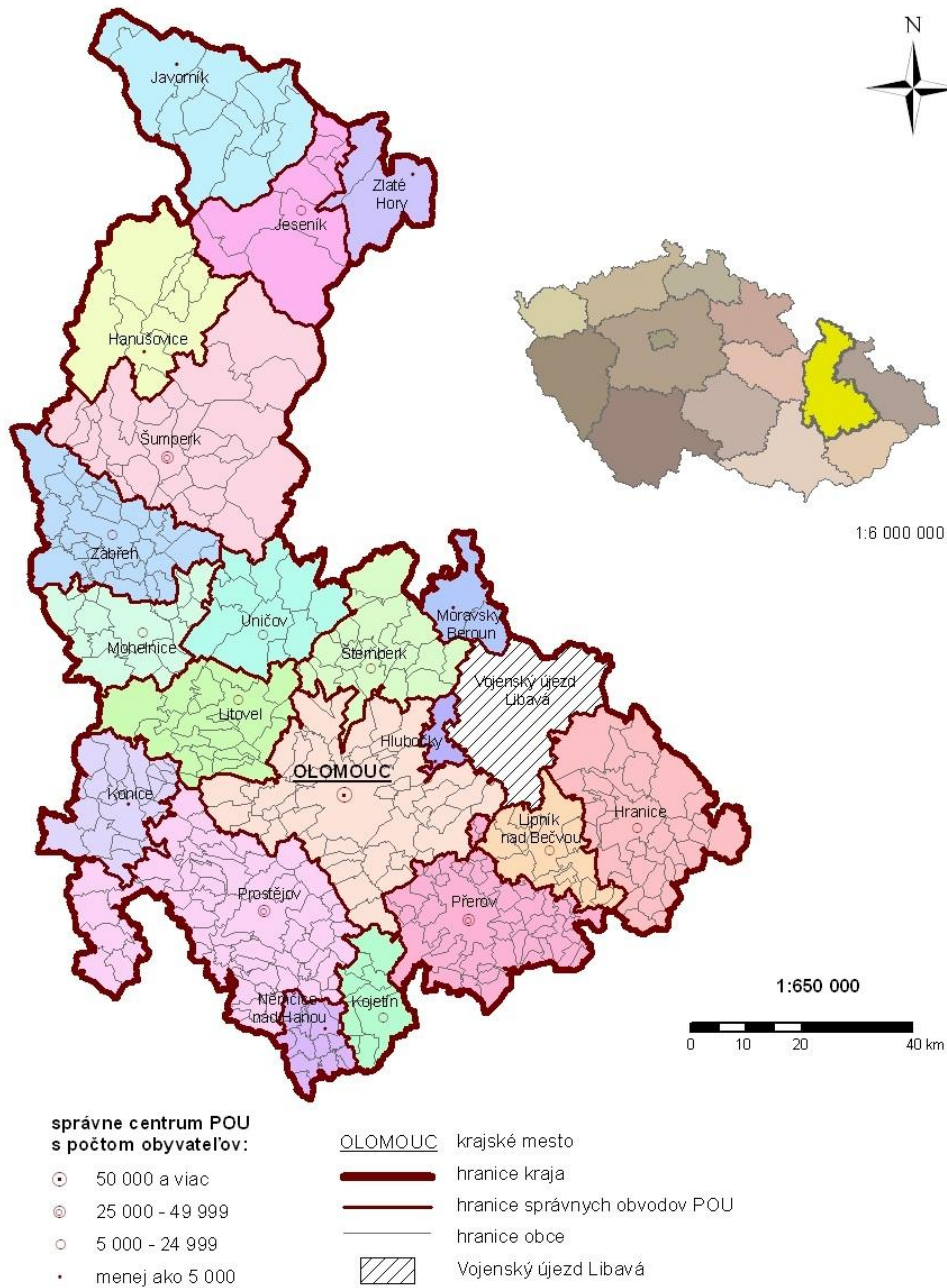 N
Javorník
Zlaté
Hory
Jeseník
Hanušovice
Šumperk
1:6 000 000
Zábřeh
Moravský
Beroun
Uničov
Mohelnice
Šternberk
Vojenský újezd
Libavá
Litovel
Hlubočky
OLOMOUC
Konice
Hranice
Lipník
nad Bečvou
Prostějov
Přerov
1:650 000
Němčice
nad Hanou
Kojetín
0 10 20 40 km
správne centrum POU
s počtom obyvateľov:
50 000 a viac
25 000 - 49 999
5 000 - 24 999
menej ako 5 000
OLOMOUC krajské mesto
hranice kraja
hranice správnych obvodov POU
hranice obce
Vojenský újezd Libavá